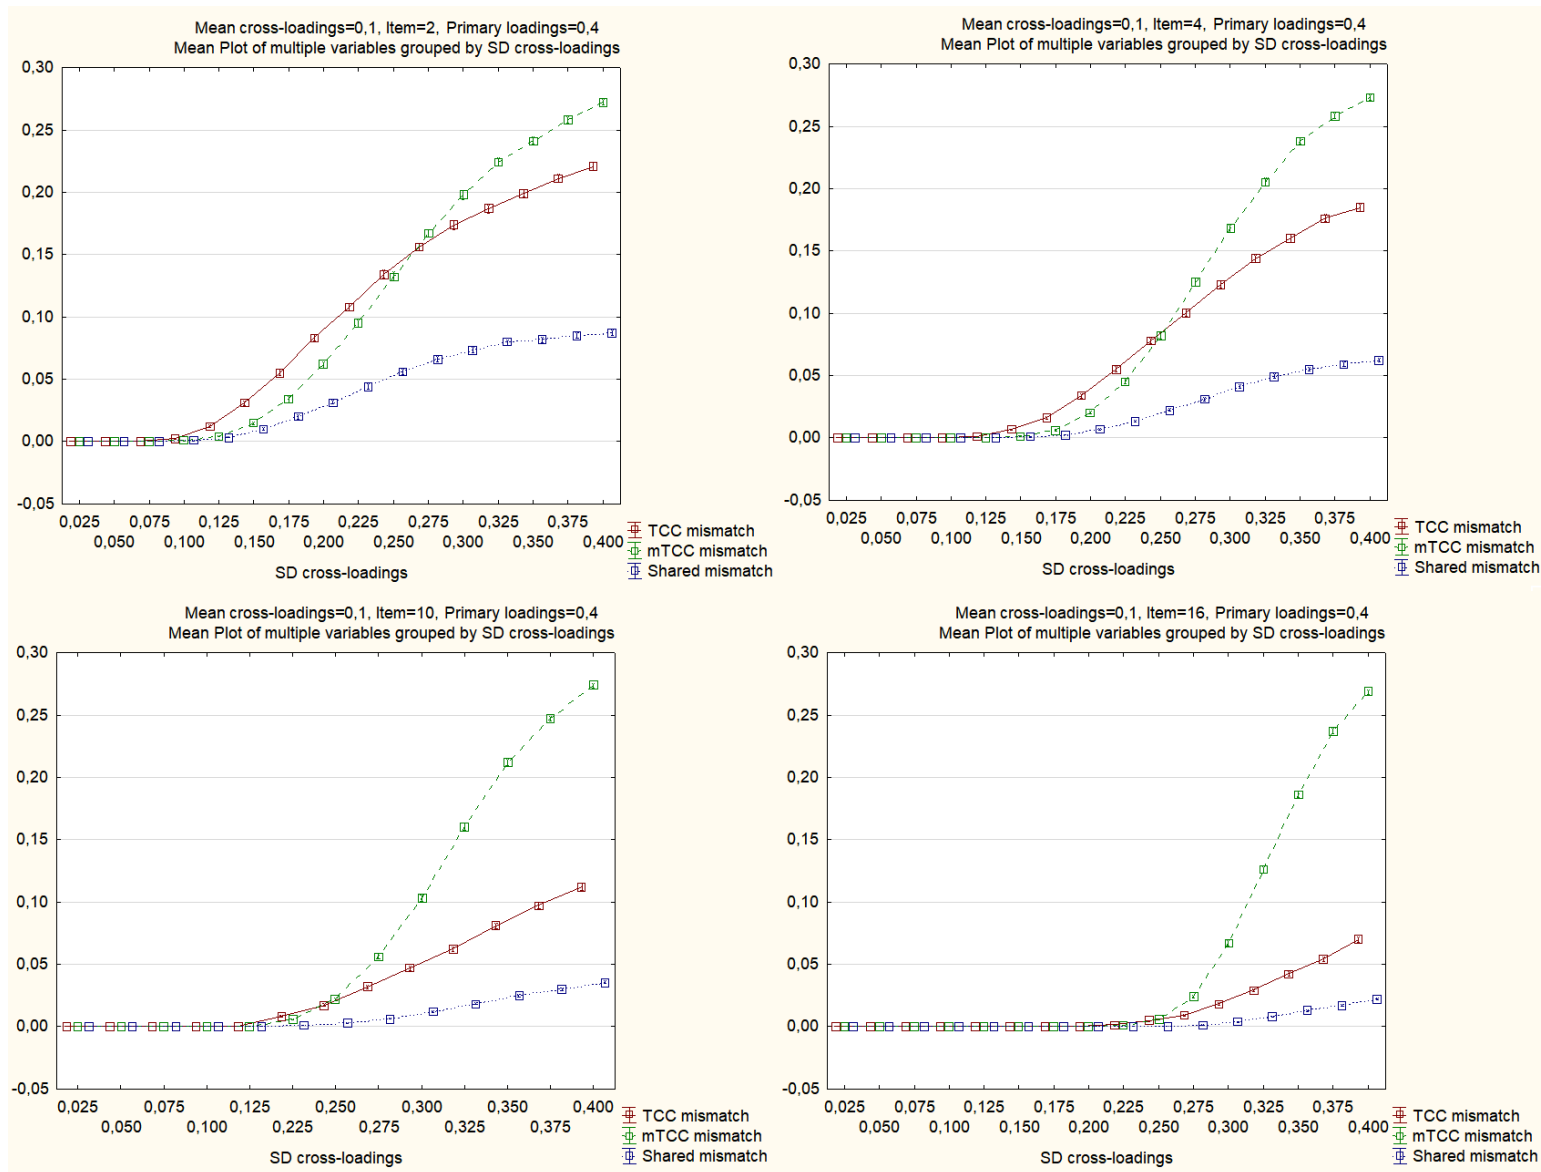 Mean cross-loadings=0,1, Item=2, Primary loadings=0,4
Mean Plot of multiple variables grouped by SD cross-loadings
0,30
0,25
0,20
0,15
0,10
0,05
0,00
-0,05
0,025 0,075 0,125 0,175 0,225 0,275 0,325 0,375
0,050 0,100 0,150 0,200 0,250 0,300 0,350 0,400
SD cross-loadings
TCC mismatch
mTCC mismatch
Shared mismatch
Mean cross-loadings=0,1, Item=4, Primary loadings=0,4
Mean Plot of multiple variables grouped by SD cross-loadings
0,30
0,25
0,20
0,15
0,10
0,05
0,00
-0,05
0,025 0,075 0,125 0,175 0,225 0,275 0,325 0,375
0,050 0,100 0,150 0,200 0,250 0,300 0,350 0,400
SD cross-loadings
TCC mismatch
mTCC mismatch
Shared mismatch
Mean cross-loadings=0,1, Item=10, Primary loadings=0,4
Mean Plot of multiple variables grouped by SD cross-loadings
0,30
0,25
0,20
0,15
0,10
0,05
0,00
-0,05
0,025 0,075 0,125 0,250 0,300 0,350 0,400
0,050 0,100 0,225 0,275 0,325 0,375
SD cross-loadings
TCC mismatch
mTCC mismatch
Shared mismatch
Mean cross-loadings=0,1, Item=16, Primary loadings=0,4
Mean Plot of multiple variables grouped by SD cross-loadings
0,30
0,25
0,20
0,15
0,10
0,05
0,00
-0,05
0,025 0,075 0,125 0,175 0,225 0,275 0,325 0,375
0,050 0,100 0,150 0,200 0,250 0,300 0,350 0,400
SD cross-loadings
TCC mismatch
mTCC mismatch
Shared mismatch